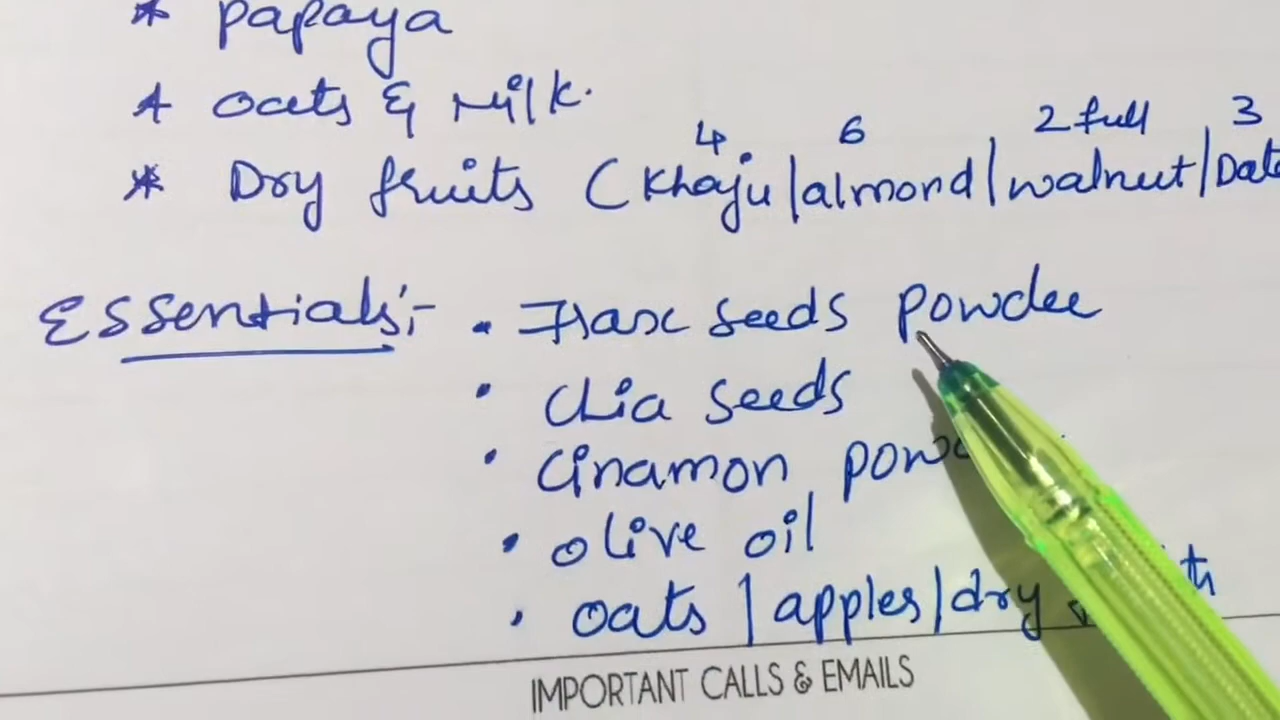 * Papaya
* Oats & Milk.
4 6 2 full 3
* Dry fruits (Khaju/almond/walnut/Dat
Essentials:- • Flax seeds powder
• Chia seeds
• Cinamon pow
• Olive oil
• Oats/apples/dry
IMPORTANT CALLS & EMAILS